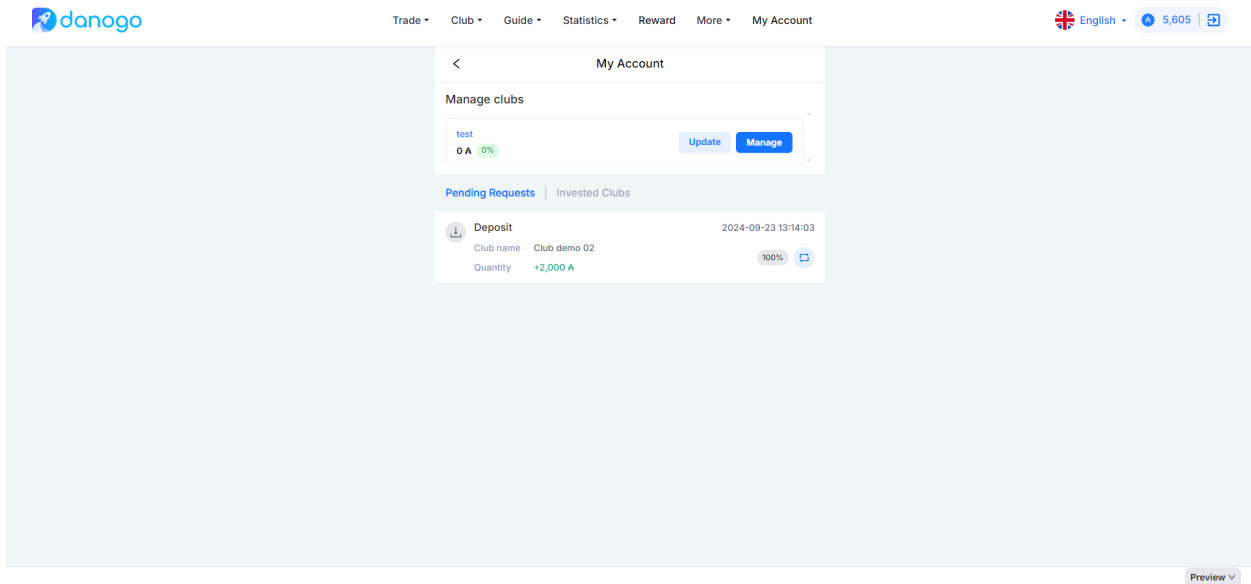 danogo Trade Club Guide Statistics Reward More My Account English 5,605
My Account
Manage clubs
test
0 ₳ 0%
Update Manage
Pending Requests Invested Clubs
Deposit 2024-09-23 13:14:03
Club name Club demo 02
100%
Quantity +2,000 ₳
Preview